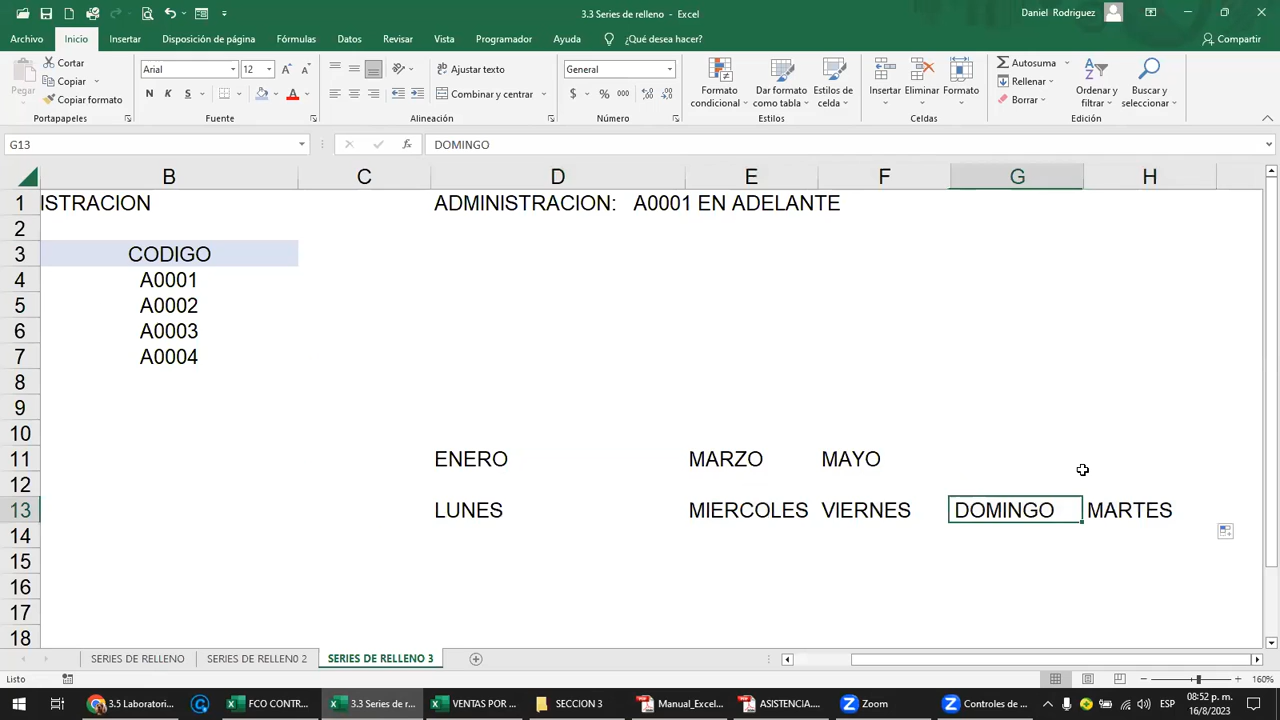 3.3 Series de relleno - Excel
Daniel Rodriguez
Archivo Inicio Insertar Disposición de página Fórmulas Datos Revisar Vista Programador Ayuda ¿Qué desea hacer? Compartir
Pegar
Cortar
Copiar
Copiar formato
Portapapeles
Arial 12
N K S
Fuente
Ajustar texto
Combinar y centrar
Alineación
General
$ % 000
Número
Formato condicional
Dar formato como tabla
Estilos de celda
Estilos
Insertar Eliminar Formato
Celdas
Autosuma
Rellenar
Borrar
Ordenar y filtrar
Buscar y seleccionar
Edición
G13 fx DOMINGO
B C D E F G H
1 ISTRACION ADMINISTRACION: A0001 EN ADELANTE
2
3 CODIGO
4 A0001
5 A0002
6 A0003
7 A0004
8
9
10
11 ENERO MARZO MAYO
12
13 LUNES MIERCOLES VIERNES DOMINGO MARTES
14
15
16
17
18
SERIES DE RELLENO SERIES DE RELLEN0 2 SERIES DE RELLENO 3
Listo 160%
3.5 Laboratori... FCO CONTR... 3.3 Series de r... VENTAS POR ... SECCION 3 Manual_Excel... ASISTENCIA.... Zoom Controles de ... ESP 08:52 p. m.
16/8/2023